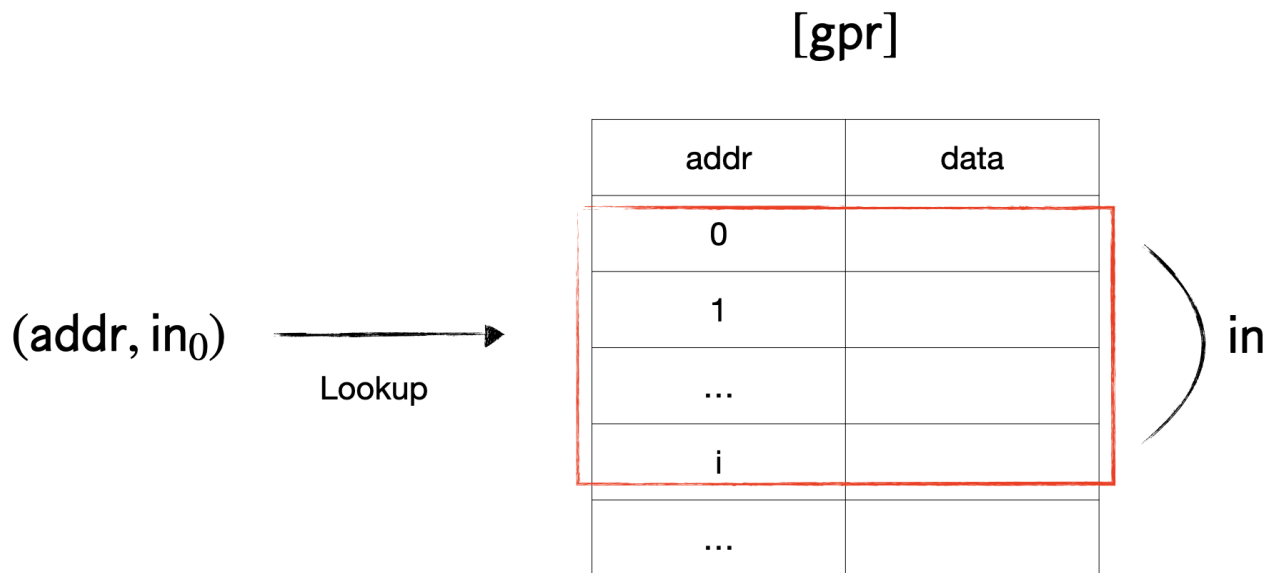 [gpr]
addr data
0
1
(addr, in₀) Lookup
...
i
in
...